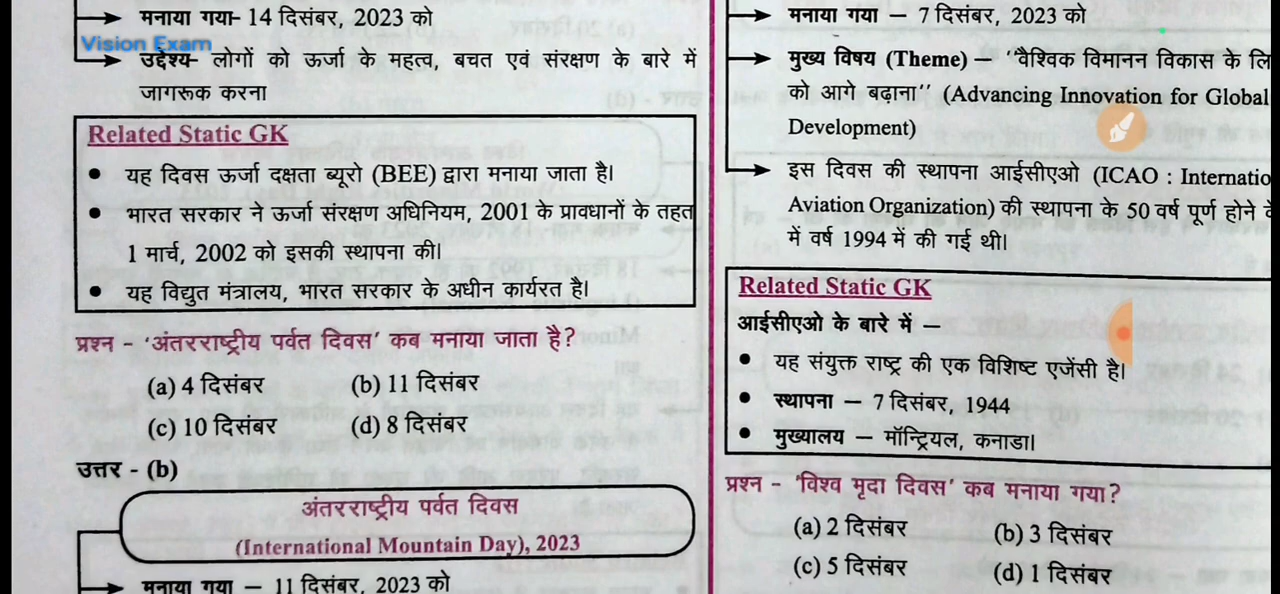 मनाया गया- 14 दिसंबर, 2023 को
Vision Exam
उद्देश्य- लोगों को ऊर्जा के महत्व, बचत एवं संरक्षण के बारे में
जागरूक करना
Related Static GK
यह दिवस ऊर्जा दक्षता ब्यूरो (BEE) द्वारा मनाया जाता है।
भारत सरकार ने ऊर्जा संरक्षण अधिनियम, 2001 के प्रावधानों के तहत
1 मार्च, 2002 को इसकी स्थापना की।
यह विद्युत मंत्रालय, भारत सरकार के अधीन कार्यरत है।
प्रश्न - 'अंतरराष्ट्रीय पर्वत दिवस' कब मनाया जाता है?
(a) 4 दिसंबर (b) 11 दिसंबर
(c) 10 दिसंबर (d) 8 दिसंबर
उत्तर - (b)
अंतरराष्ट्रीय पर्वत दिवस
(International Mountain Day), 2023
मनाया गया – 11 दिसंबर, 2023 को
मनाया गया – 7 दिसंबर, 2023 को
मुख्य विषय (Theme) – "वैश्विक विमानन विकास के लि
को आगे बढ़ाना" (Advancing Innovation for Global
Development)
इस दिवस की स्थापना आईसीएओ (ICAO : Internatio
Aviation Organization) की स्थापना के 50 वर्ष पूर्ण होने
में वर्ष 1994 में की गई थी।
Related Static GK
आईसीएओ के बारे में –
यह संयुक्त राष्ट्र की एक विशिष्ट एजेंसी है।
स्थापना – 7 दिसंबर, 1944
मुख्यालय – मॉन्ट्रियल, कनाडा।
प्रश्न - 'विश्व मृदा दिवस' कब मनाया गया?
(a) 2 दिसंबर (b) 3 दिसंबर
(c) 5 दिसंबर (d) 1 दिसंबर